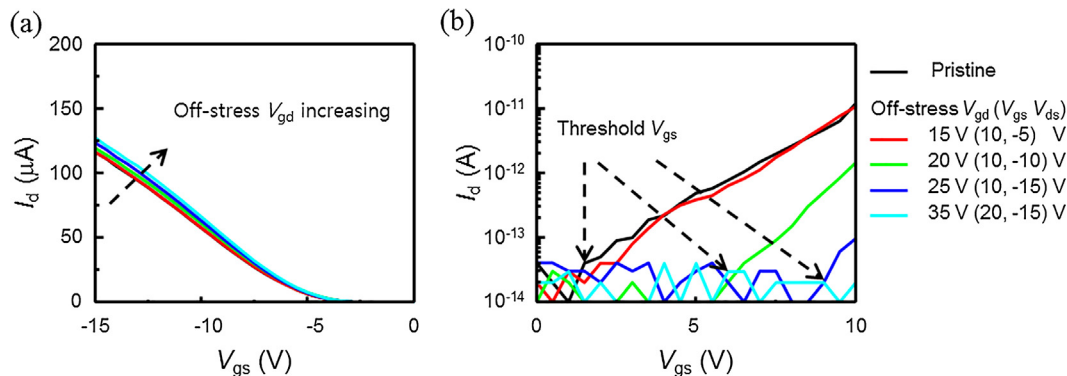 (a)
200
150
100
50
0
-15
-10
-5
0
Id (μA)
Vgs (V)
Off-stress Vgd increasing
(b)
10-10
10-11
10-12
10-13
10-14
0
5
10
Id (A)
Vgs (V)
Threshold Vgs
Pristine
Off-stress Vgd (Vgs Vds)
15 V (10, -5) V
20 V (10, -10) V
25 V (10, -15) V
35 V (20, -15) V